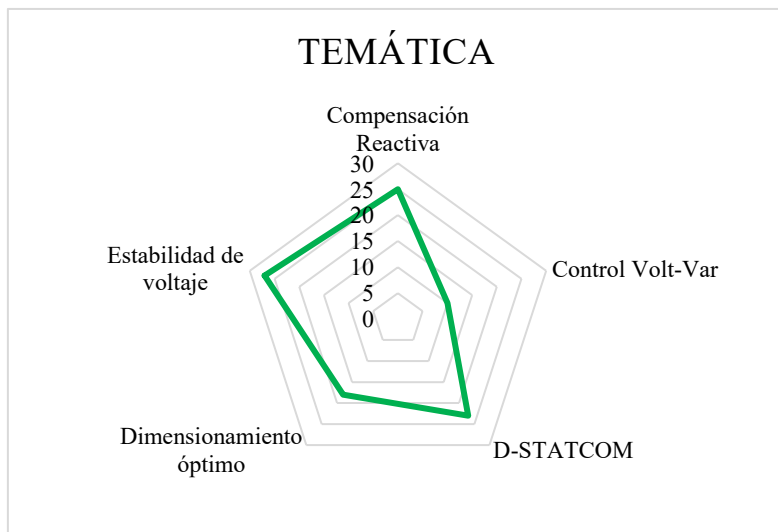 TEMÁTICA
Compensación
Reactiva
30
25
20
15
10
5
0
Control Volt-Var
D-STATCOM
Dimensionamiento
óptimo
Estabilidad de
voltaje